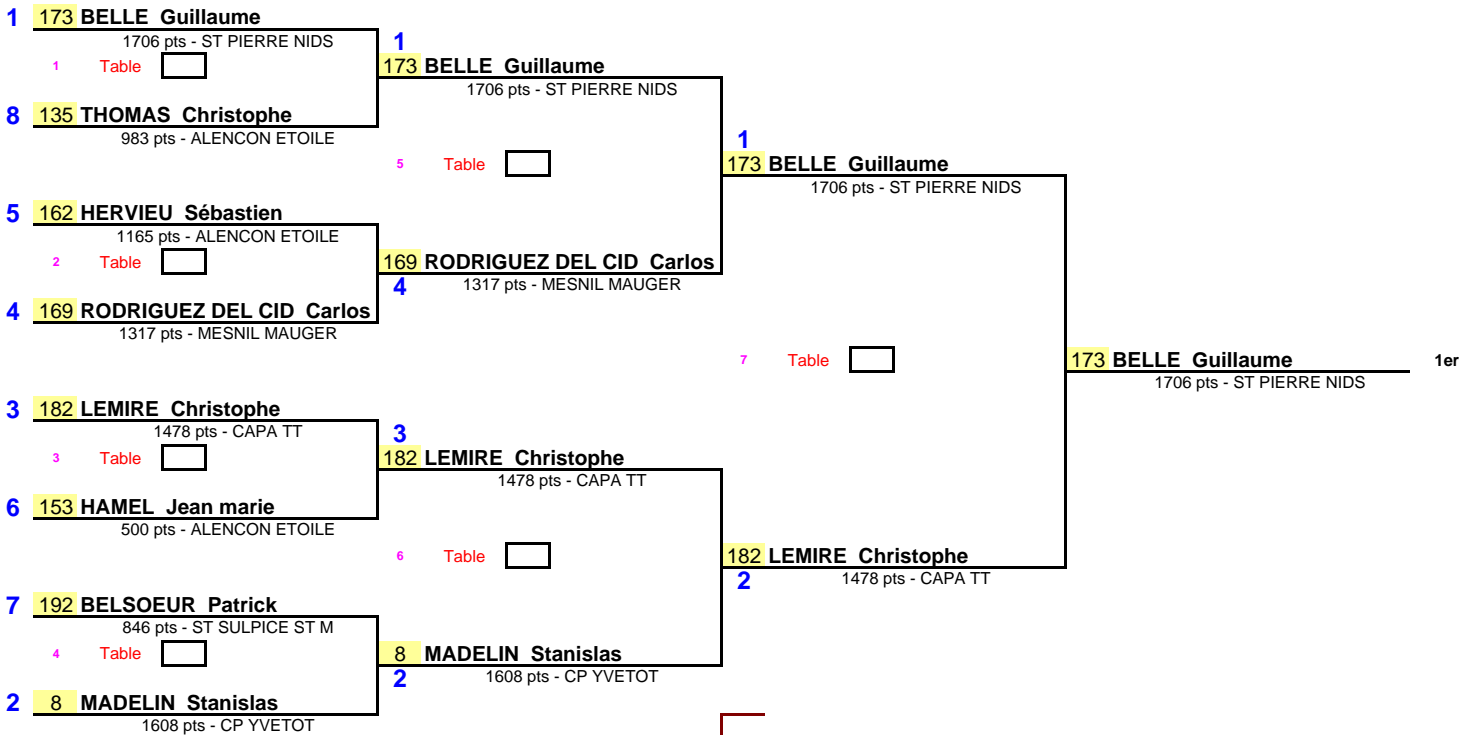 1 173 BELLE Guillaume
1706 pts - ST PIERRE NIDS
1 Table
8 135 THOMAS Christophe
983 pts - ALENCON ETOILE
5 162 HERVIEU Sébastien
1165 pts - ALENCON ETOILE
2 Table
4 169 RODRIGUEZ DEL CID Carlos
1317 pts - MESNIL MAUGER
3 182 LEMIRE Christophe
1478 pts - CAPA TT
3 Table
6 153 HAMEL Jean marie
500 pts - ALENCON ETOILE
7 192 BELSOEUR Patrick
846 pts - ST SULPICE ST M
4 Table
2 8 MADELIN Stanislas
1608 pts - CP YVETOT
1
173 BELLE Guillaume
1706 pts - ST PIERRE NIDS
5 Table
169 RODRIGUEZ DEL CID Carlos
4 1317 pts - MESNIL MAUGER
3
182 LEMIRE Christophe
1478 pts - CAPA TT
6 Table
8 MADELIN Stanislas
2 1608 pts - CP YVETOT
1
173 BELLE Guillaume
1706 pts - ST PIERRE NIDS
7 Table
182 LEMIRE Christophe
2 1478 pts - CAPA TT
173 BELLE Guillaume 1er
1706 pts - ST PIERRE NIDS